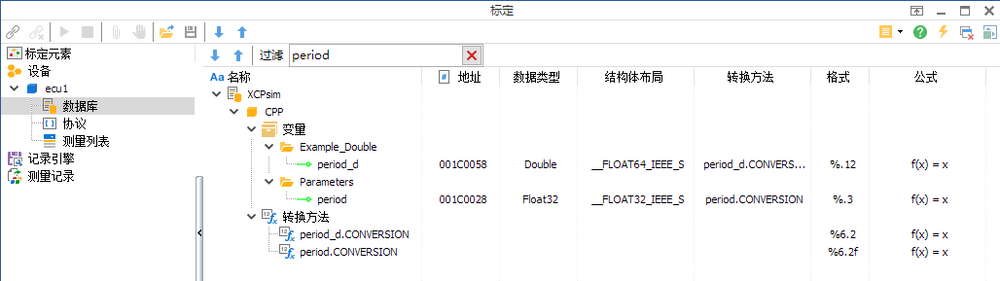 标定
过滤 period
标定元素
设备
ecu1
数据库
协议
测量列表
记录引擎
测量记录
Aa 名称 # 地址 数据类型 结构体布局 转换方法 格式 公式
XCPsim
CPP
变量
Example_Double
period_d 001C0058 Double __FLOAT64_IEEE_S period_d.CONVERS... %.12 f(x) = x
Parameters
period 001C0028 Float32 __FLOAT32_IEEE_S period.CONVERSION %.3 f(x) = x
转换方法
period_d.CONVERSION %6.2 f(x) = x
period.CONVERSION %6.2f f(x) = x